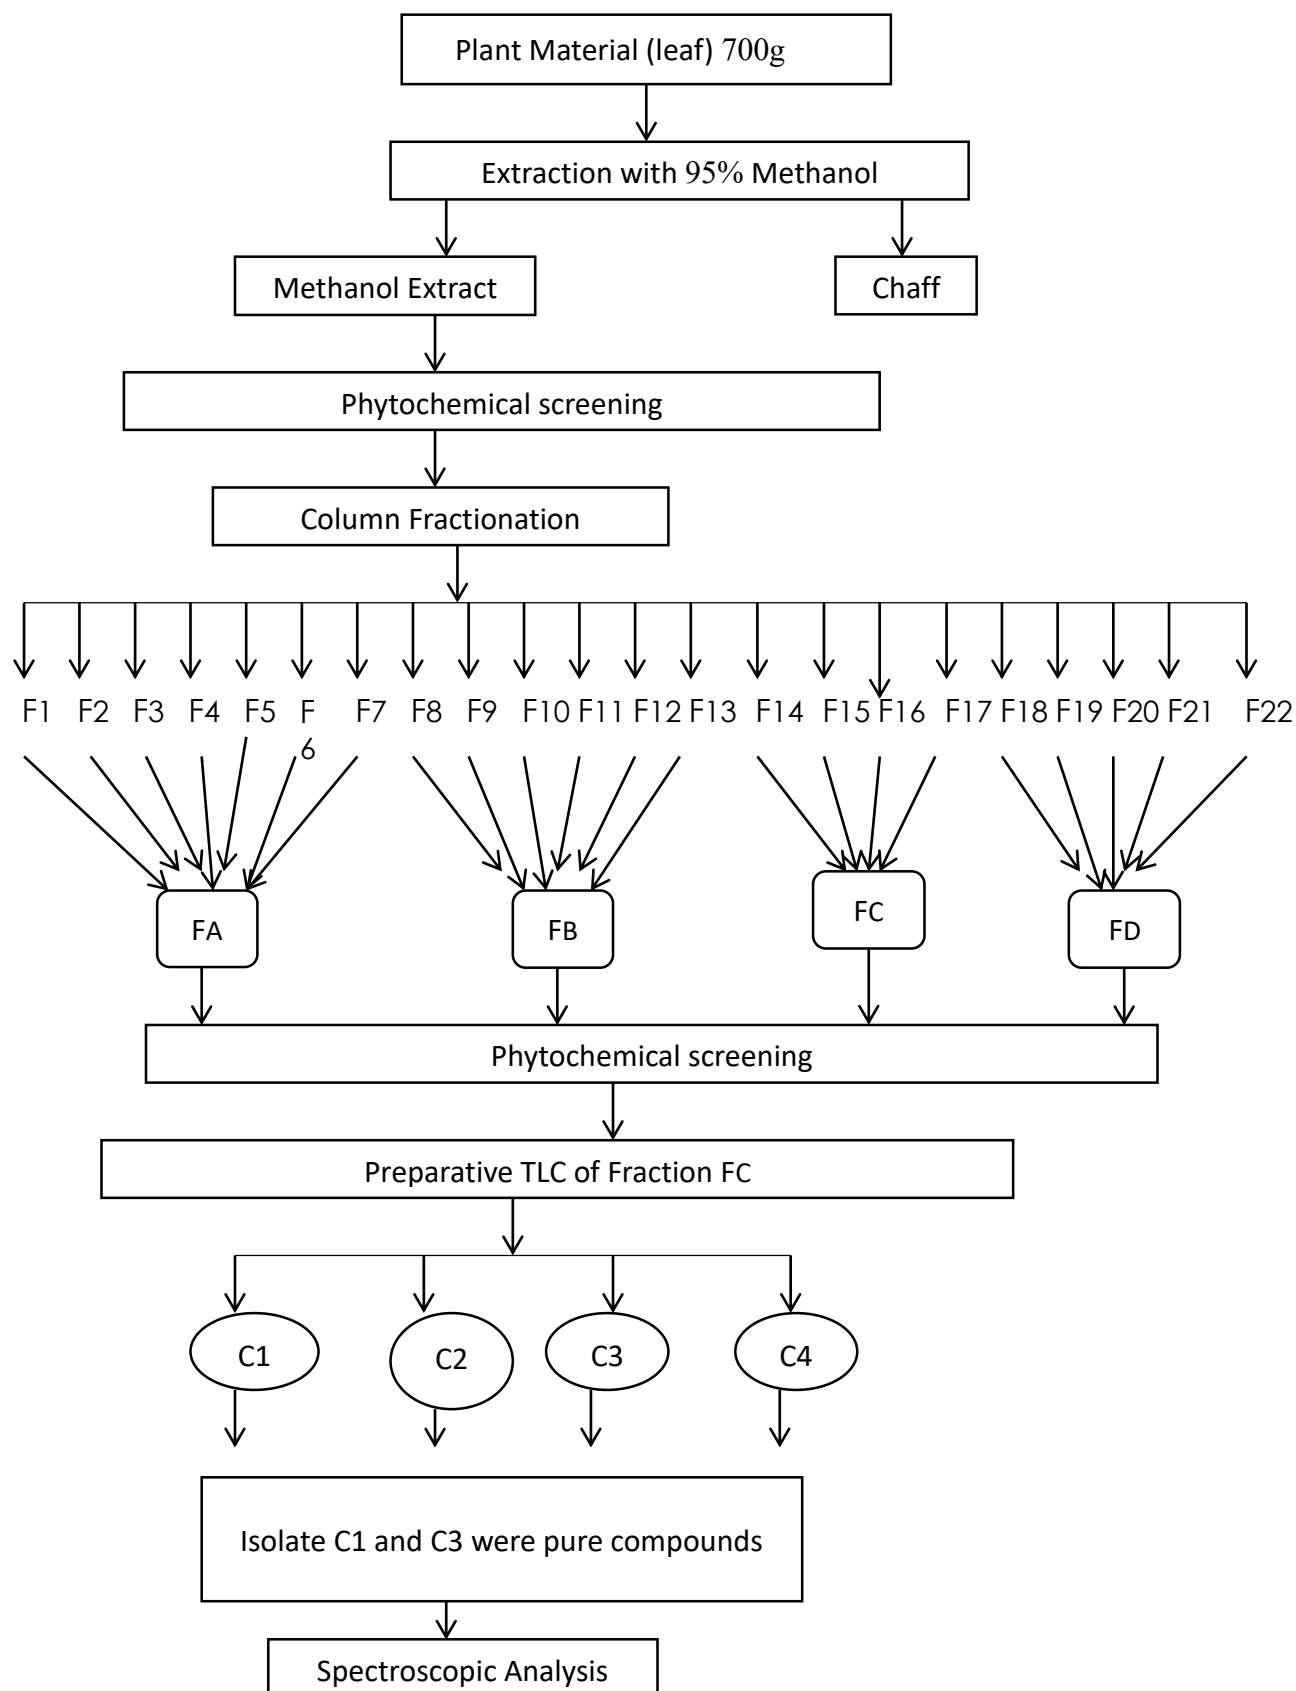 Plant Material (leaf) 700g
Extraction with 95% Methanol
Methanol Extract
Chaff
Phytochemical screening
Column Fractionation
F1 F2 F3 F4 F5 F 6 F7 F8 F9 F10 F11 F12 F13 F14 F15 F16 F17 F18 F19 F20 F21 F22
FA FB FC FD
Phytochemical screening
Preparative TLC of Fraction FC
C1 C2 C3 C4
Isolate C1 and C3 were pure compounds
Spectroscopic Analysis